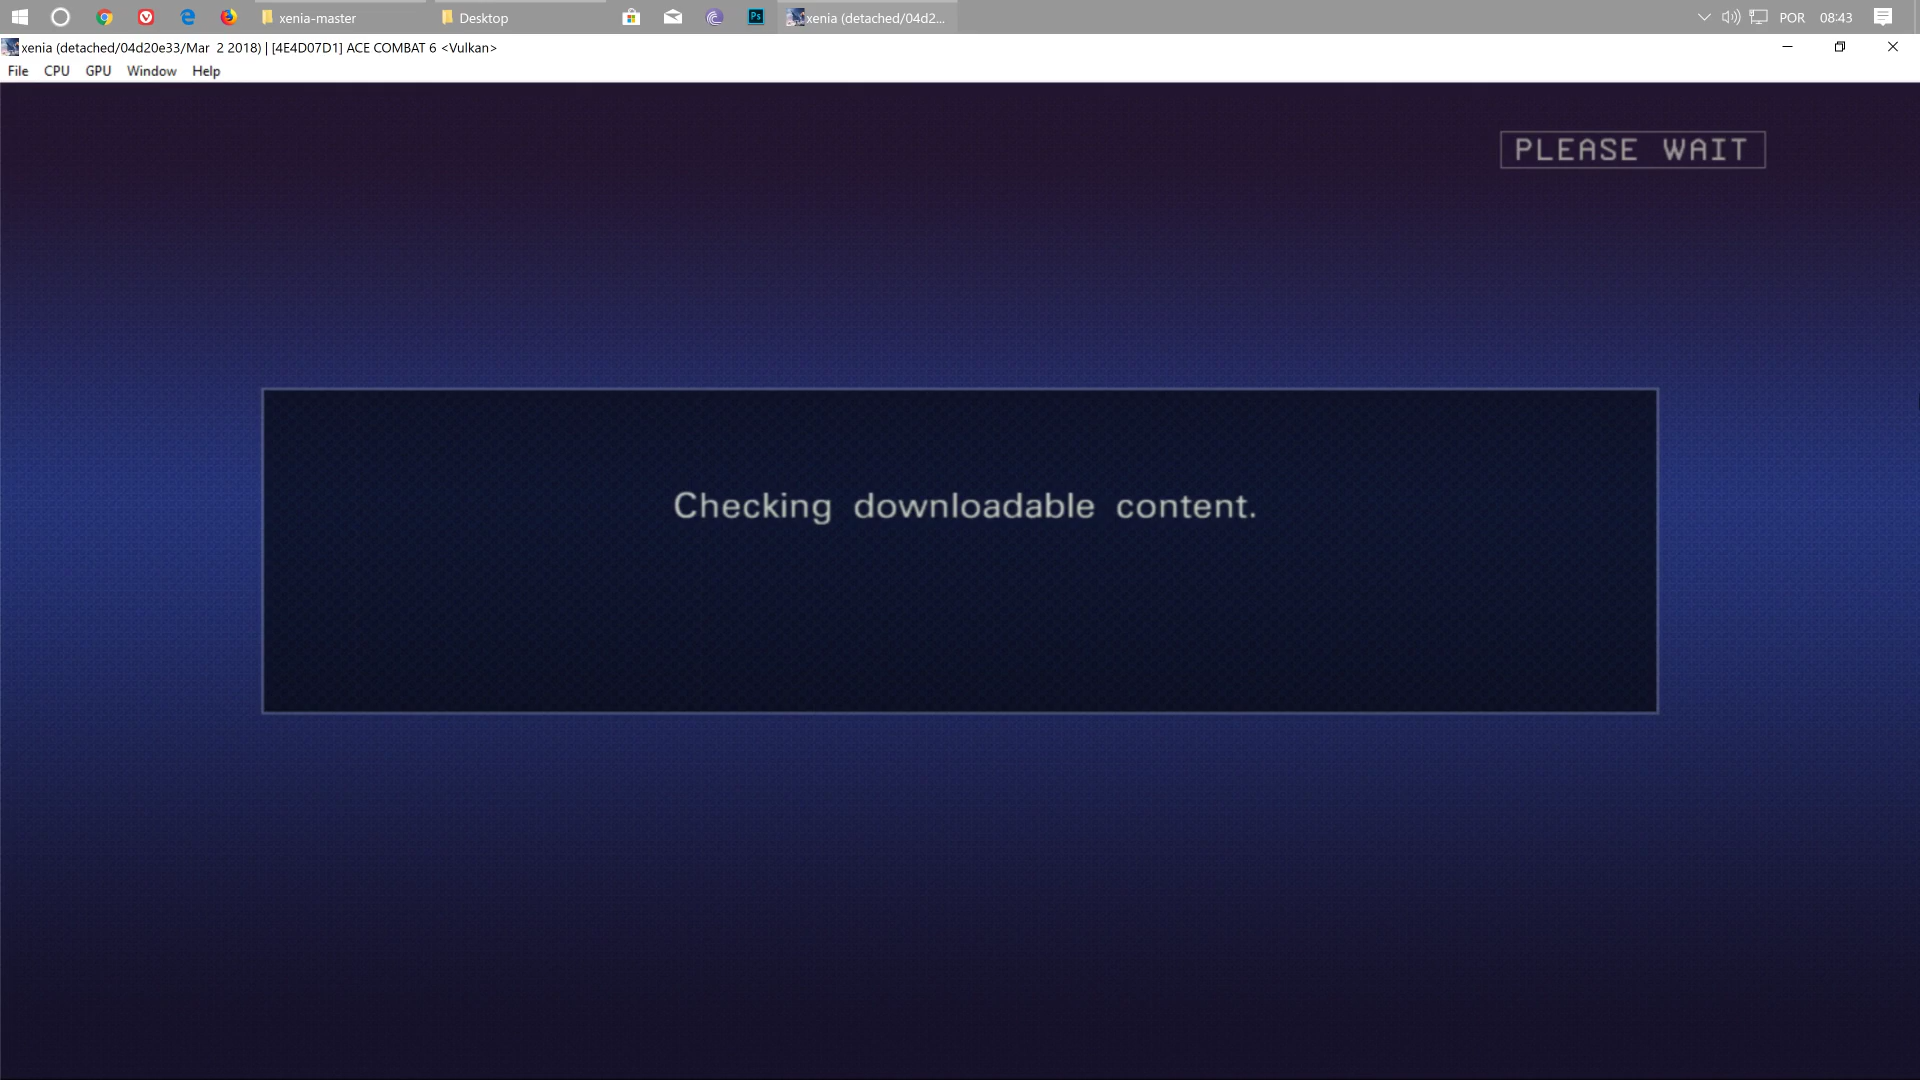 xenia-master
Desktop
Ps
xenia (detached/04d2...
POR
08:43
xenia (detached/04d20e33/Mar  2 2018) | [4E4D07D1] ACE COMBAT 6 <Vulkan>
File CPU GPU Window Help
PLEASE WAIT
Checking downloadable content.